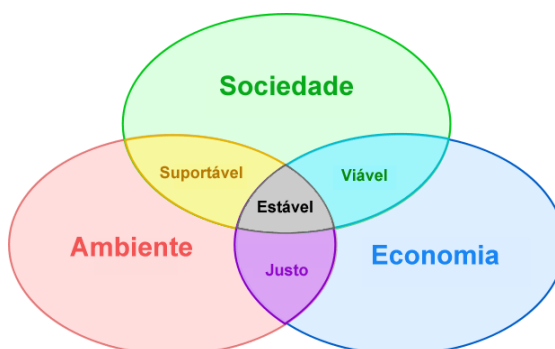 Sociedade
Suportável
Viável
Estável
Ambiente
Economia
Justo